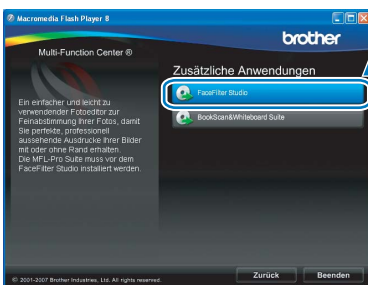 Macromedia Flash Player 8
brother
Multi-Function Center ®
Zusätzliche Anwendungen
FaceFilter Studio
BookScan&Whiteboard Suite
Ein einfacher und leicht zu
verwendender Fotoeditor zur
Feinabstimmung Ihrer Fotos, damit
Sie perfekte, professionell
aussehende Ausdrucke Ihrer Bilder
mit oder ohne Rand erhalten.
Die MFL-Pro Suite muss vor dem
FaceFilter Studio installiert werden.
© 2001-2007 Brother Industries, Ltd. All rights reserved.
Zurück
Beenden